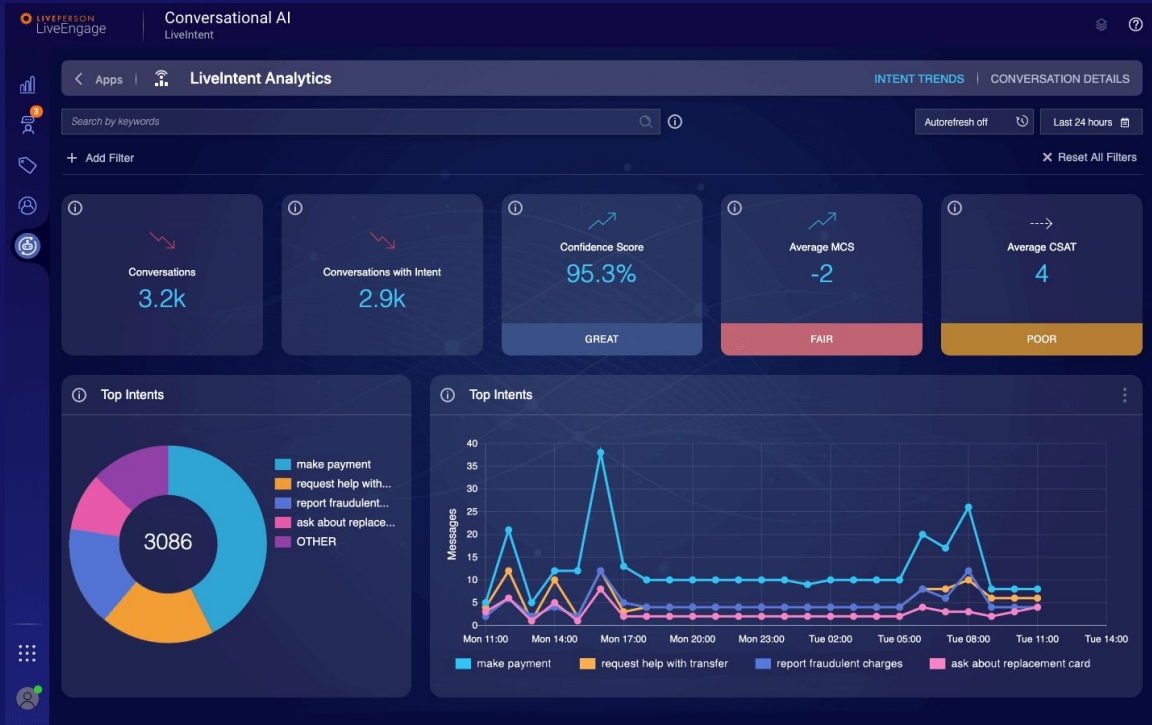 LIVEPERSON
LiveEngage
Conversational AI
LiveIntent
Apps
LiveIntent Analytics
INTENT TRENDS
CONVERSATION DETAILS
3
Search by keywords
Autorefresh off
Last 24 hours
+ Add Filter
Reset All Filters
Conversations
3.2k
Conversations with Intent
2.9k
Confidence Score
95.3%
GREAT
Average MCS
-2
FAIR
Average CSAT
4
POOR
Top Intents
3086
make payment
request help with...
report fraudulent...
ask about replace...
OTHER
Top Intents
Messages
40
35
30
25
20
15
10
5
0
Mon 11:00 Mon 14:00 Mon 17:00 Mon 20:00 Mon 23:00 Tue 02:00 Tue 05:00 Tue 08:00 Tue 11:00 Tue 14:00
make payment request help with transfer report fraudulent charges ask about replacement card